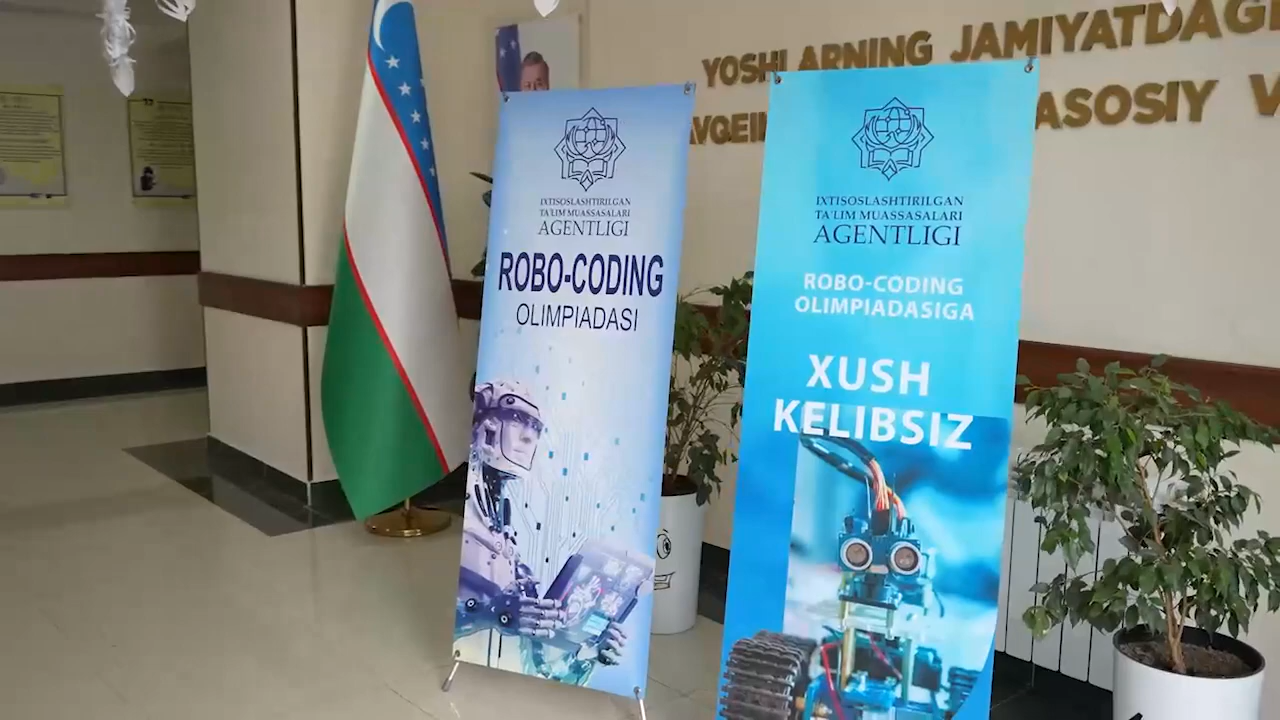 YOSHLARNING JAMIYATDAGI
ASOSIY
IXTISOSLASHTIRILGAN
TA'LIM MUASSASALARI
AGENTLIGI
ROBO-CODING
OLIMPIADASI
IXTISOSLASHTIRILGAN
TA'LIM MUASSASALARI
AGENTLIGI
ROBO-CODING
OLIMPIADASIGA
XUSH
KELIBSIZ